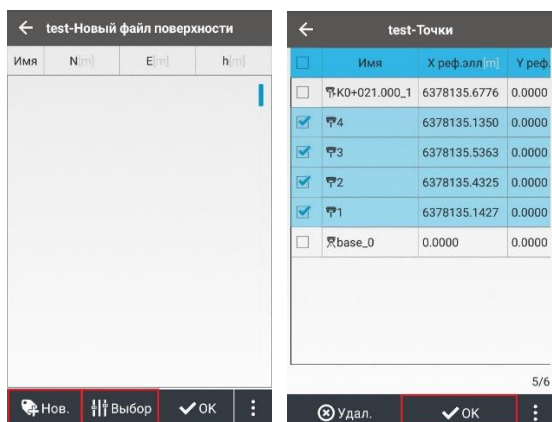 test-Новый файл поверхности
Имя N[m] E[m] h[m]
Нов. Выбор OK
test-Точки
Имя X реф.элл[m] Y реф.
K0+021.000_1 6378135.6776 0.0000
4 6378135.1350 0.0000
3 6378135.5363 0.0000
2 6378135.4325 0.0000
1 6378135.1427 0.0000
base_0 0.0000 0.0000
5/6
Удал. OK